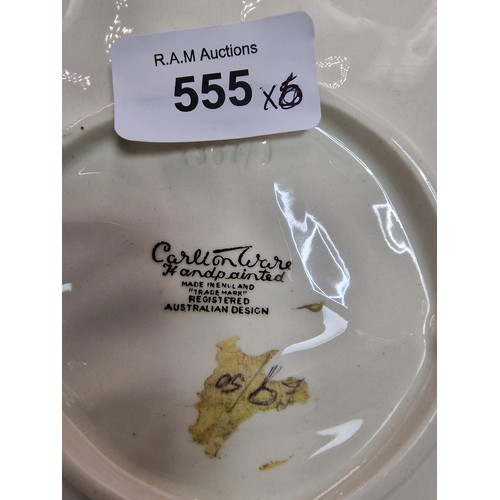 R.A.M Auctions
555 x6
Carlton Ware
Handpainted
MADE IN ENGLAND
"TRADE MARK"
REGISTERED
AUSTRALIAN DESIGN